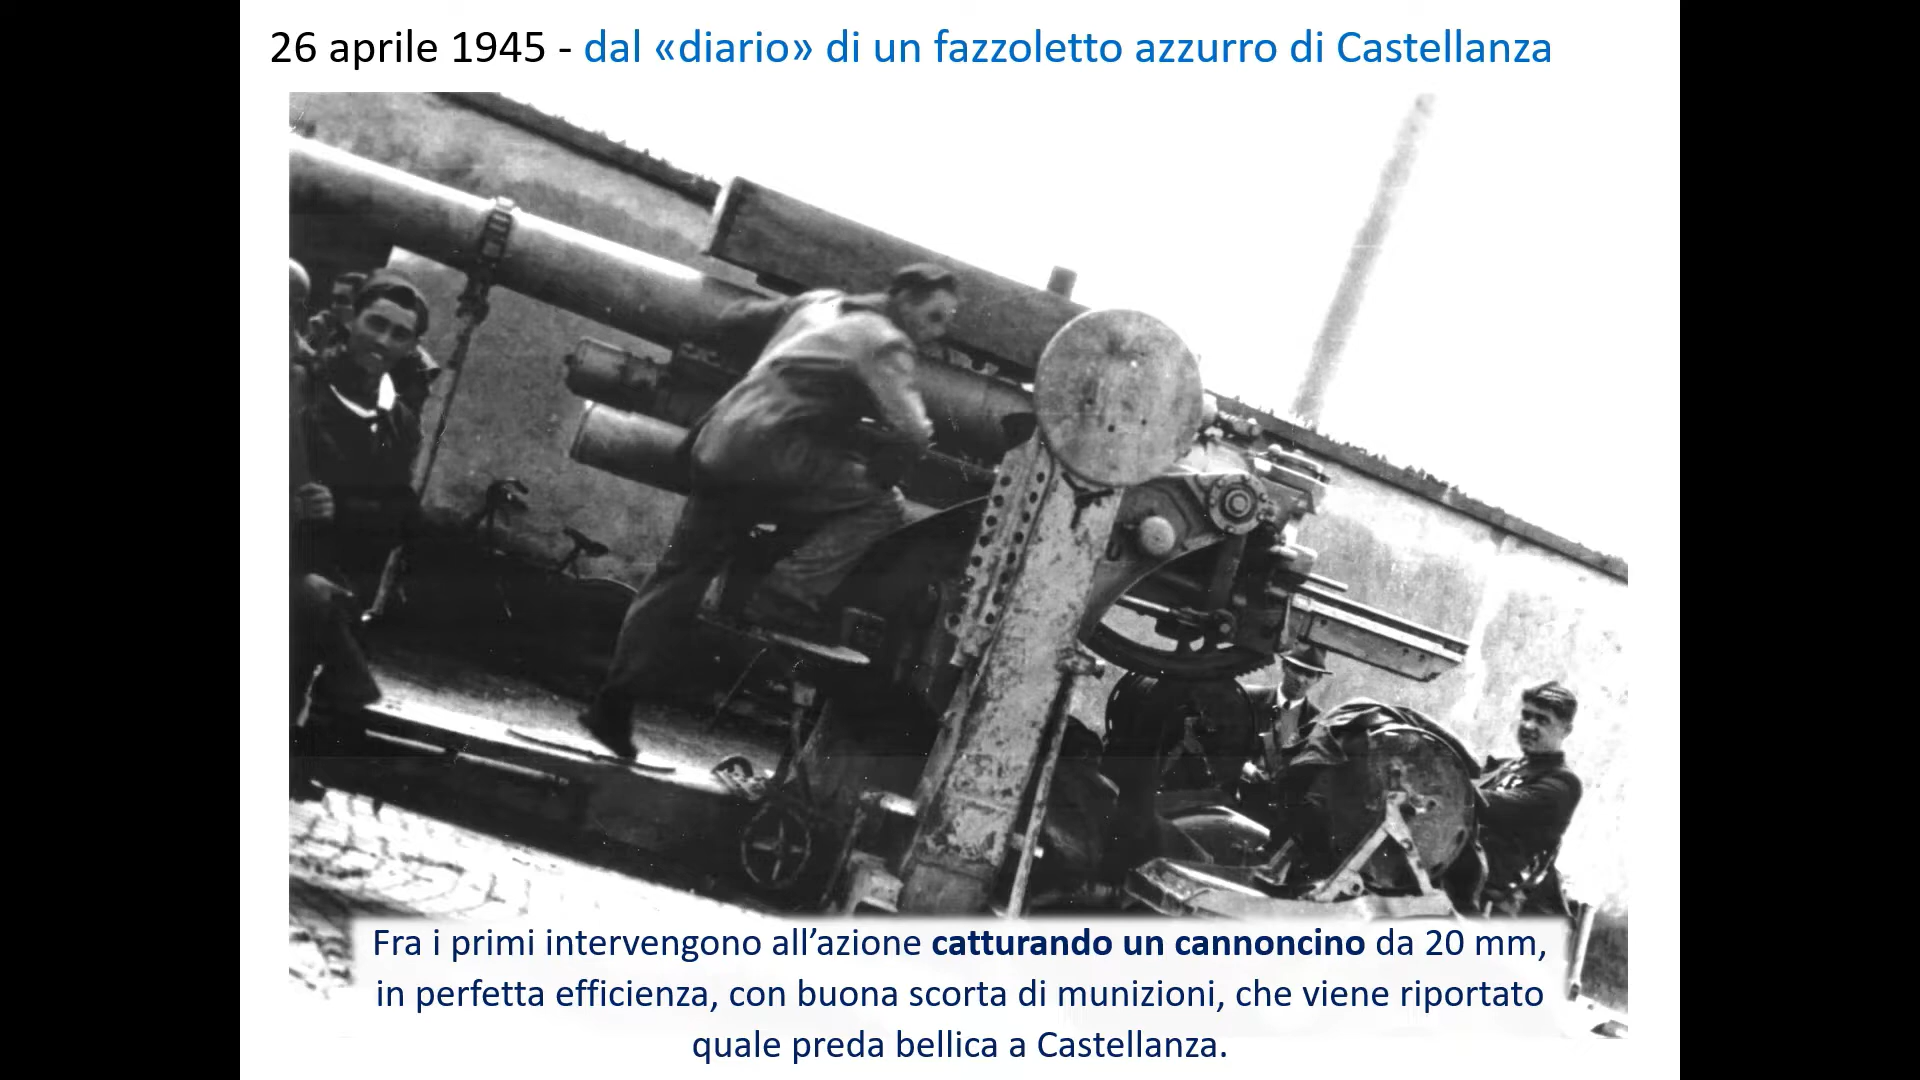 26 aprile 1945 - dal «diario» di un fazzoletto azzurro di Castellanza
Fra i primi intervengono all’azione catturando un cannoncino da 20 mm,
in perfetta efficienza, con buona scorta di munizioni, che viene riportato
quale preda bellica a Castellanza.